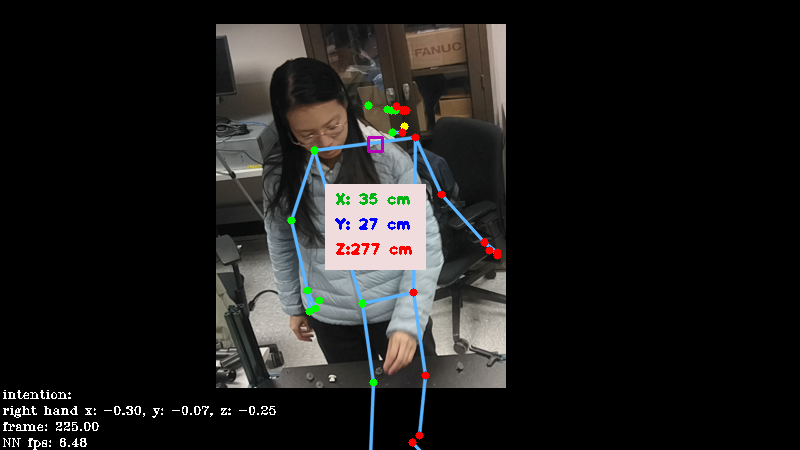 FANUC
X: 35 cm
Y: 27 cm
Z:277 cm
intention:
right hand x: -0.30, y: -0.07, z: -0.25
frame: 225.00
NN fps: 6.48